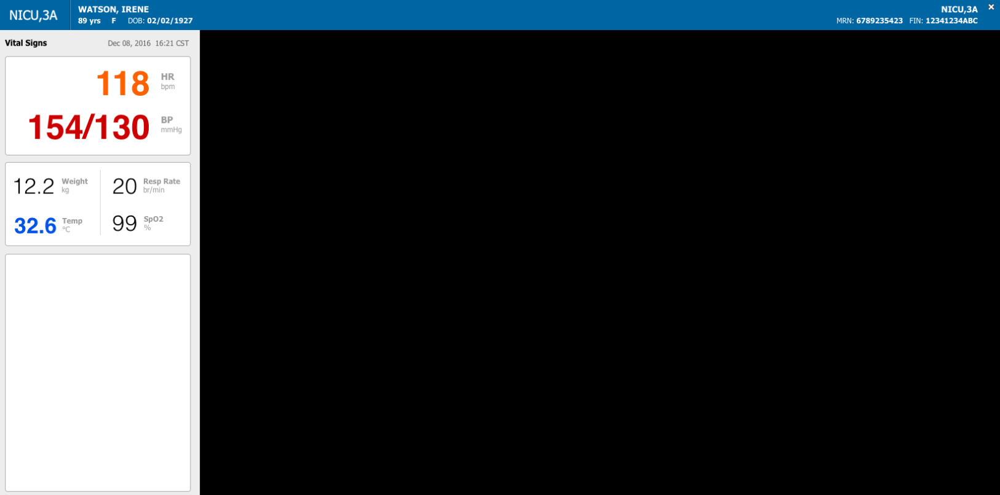 NICU,3A
WATSON, IRENE
89 yrs F DOB: 02/02/1927
NICU,3A ×
MRN: 6789235423 FIN: 12341234ABC
Vital Signs Dec 08, 2016 16:21 CST
118 HR
bpm
154/130 BP
mmHg
12.2 Weight
kg
20 Resp Rate
br/min
32.6 Temp
°C
99 SpO2
%